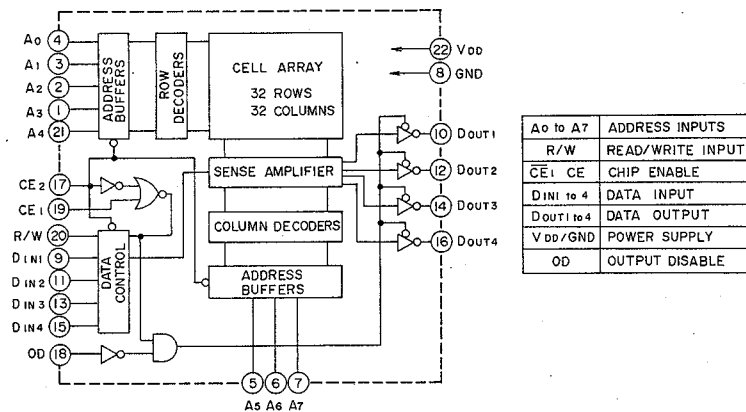 A0 4
A1 3
A2 2
A3 1
A4 21
ADDRESS
BUFFERS
ROW
DECODERS
CELL ARRAY
32 ROWS
32 COLUMNS
22 VDD
8 GND
10 DOUT1
12 DOUT2
14 DOUT3
16 DOUT4
CE2 17
CE1 19
R/W 20
DIN1 9
DIN2 11
DIN3 13
DIN4 15
OD 18
DATA
CONTROL
SENSE AMPLIFIER
COLUMN DECODERS
ADDRESS
BUFFERS
5 6 7
A5 A6 A7
A0 to A7 ADDRESS INPUTS
R/W READ/WRITE INPUT
C̅E̅1 CE CHIP ENABLE
DIN1 to 4 DATA INPUT
DOUT1 to 4 DATA OUTPUT
VDD/GND POWER SUPPLY
OD OUTPUT DISABLE